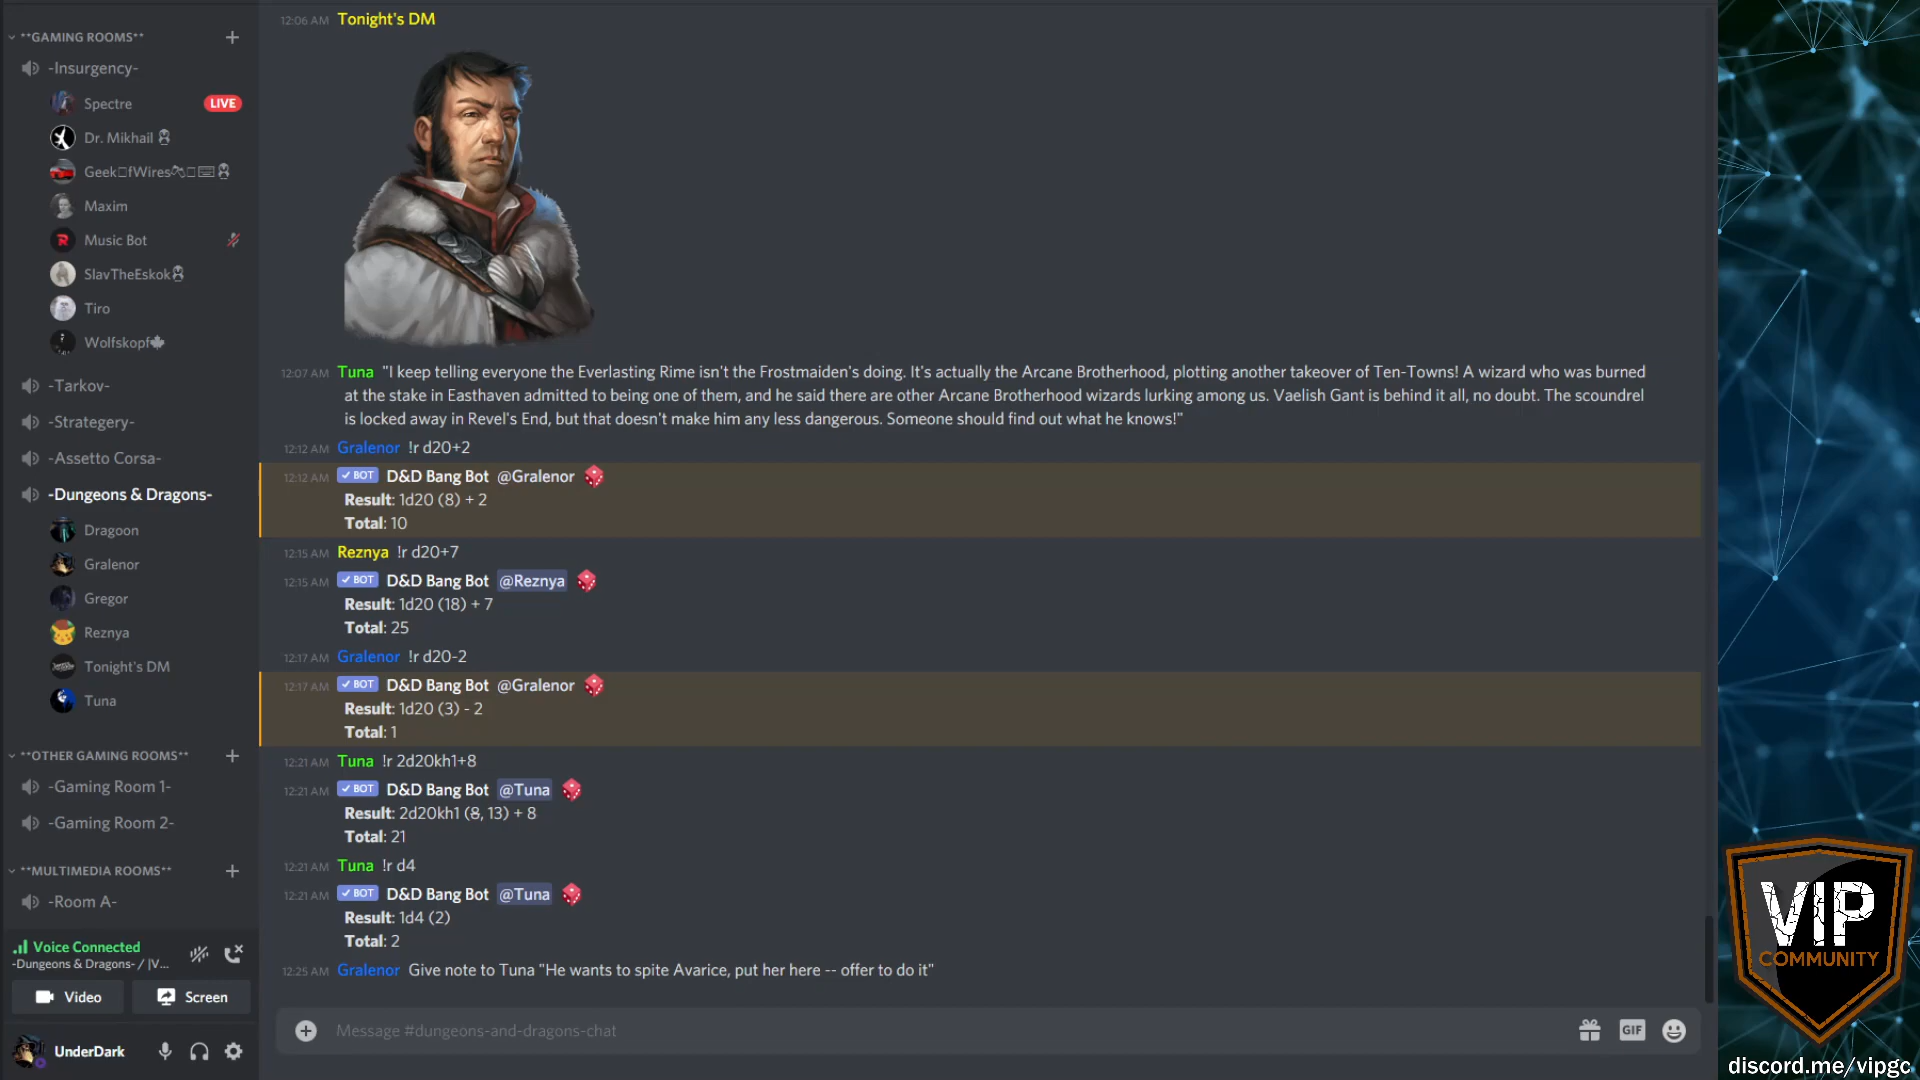 **GAMING ROOMS**
-Insurgency-
Spectre LIVE
Dr. Mikhail
Geek fWires
Maxim
Music Bot
SlavTheEskok
Tiro
Wolfskopf
-Tarkov-
-Strategery-
-Assetto Corsa-
-Dungeons & Dragons-
Dragoon
Gralenor
Gregor
Reznya
Tonight's DM
Tuna
**OTHER GAMING ROOMS**
-Gaming Room 1-
-Gaming Room 2-
**MULTIMEDIA ROOMS**
-Room A-
Voice Connected
-Dungeons & Dragons- / |V...
Video Screen
UnderDark
12:06 AM Tonight's DM
12:07 AM Tuna "I keep telling everyone the Everlasting Rime isn't the Frostmaiden's doing. It's actually the Arcane Brotherhood, plotting another takeover of Ten-Towns! A wizard who was burned
at the stake in Easthaven admitted to being one of them, and he said there are other Arcane Brotherhood wizards lurking among us. Vaelish Gant is behind it all, no doubt. The scoundrel
is locked away in Revel's End, but that doesn't make him any less dangerous. Someone should find out what he knows!"
12:12 AM Gralenor !r d20+2
12:12 AM BOT D&D Bang Bot @Gralenor
Result: 1d20 (8) + 2
Total: 10
12:15 AM Reznya !r d20+7
12:15 AM BOT D&D Bang Bot @Reznya
Result: 1d20 (18) + 7
Total: 25
12:17 AM Gralenor !r d20-2
12:17 AM BOT D&D Bang Bot @Gralenor
Result: 1d20 (3) - 2
Total: 1
12:21 AM Tuna !r 2d20kh1+8
12:21 AM BOT D&D Bang Bot @Tuna
Result: 2d20kh1 (8, 13) + 8
Total: 21
12:21 AM Tuna !r d4
12:21 AM BOT D&D Bang Bot @Tuna
Result: 1d4 (2)
Total: 2
12:25 AM Gralenor Give note to Tuna "He wants to spite Avarice, put her here -- offer to do it"
Message #dungeons-and-dragons-chat
GIF
VIP
COMMUNITY
discord.me/vipgc